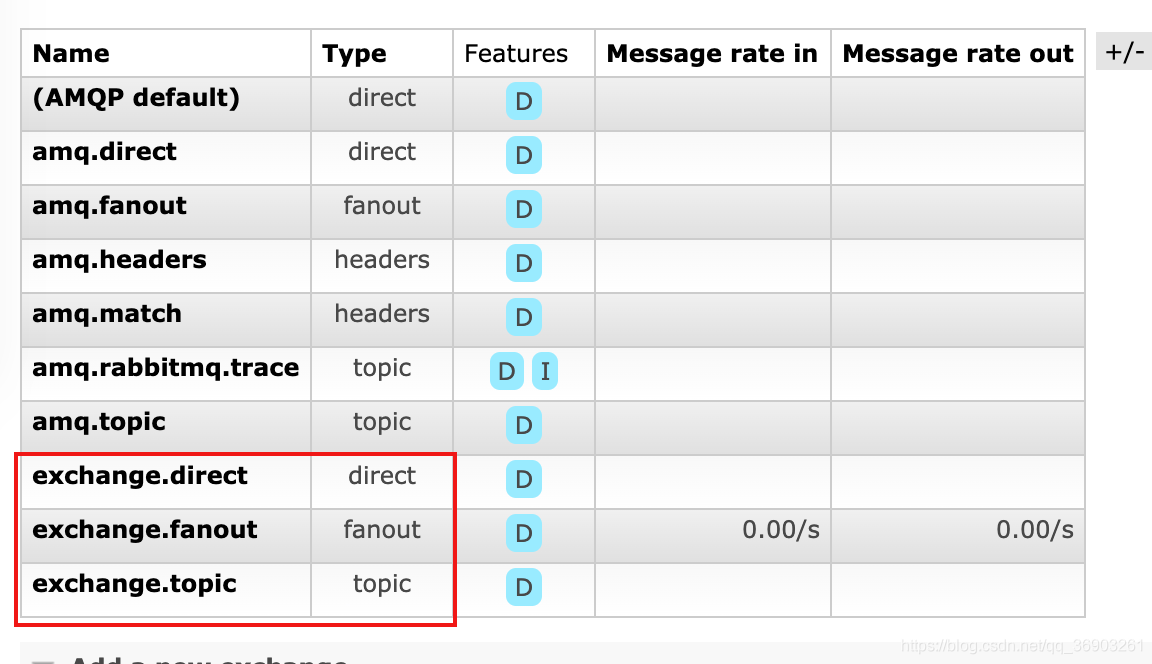 Name Type Features Message rate in Message rate out +/-
(AMQP default) direct D
amq.direct direct D
amq.fanout fanout D
amq.headers headers D
amq.match headers D
amq.rabbitmq.trace topic D I
amq.topic topic D
exchange.direct direct D
exchange.fanout fanout D 0.00/s 0.00/s
exchange.topic topic D
Add a new exchange
https://blog.csdn.net/qq_36903261